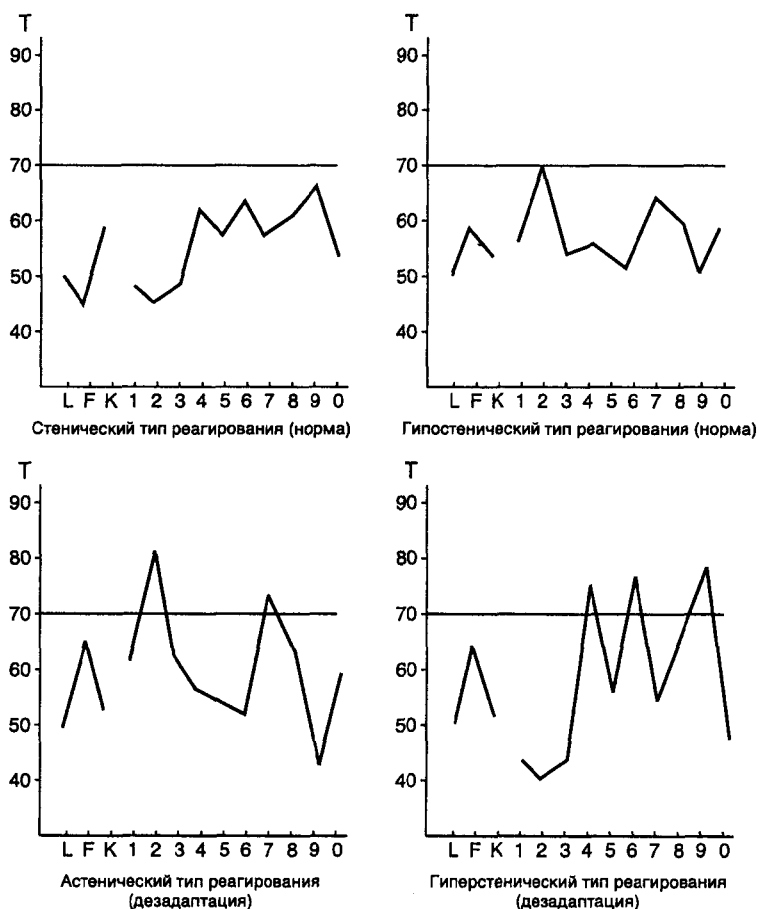 T
90
80
70
60
50
40
L F K 1 2 3 4 5 6 7 8 9 0
Стенический тип реагирования (норма)
T
90
80
70
60
50
40
L F K 1 2 3 4 5 6 7 8 9 0
Гипостенический тип реагирования (норма)
T
90
80
70
60
50
40
L F K 1 2 3 4 5 6 7 8 9 0
Астенический тип реагирования
(дезадаптация)
T
90
80
70
60
50
40
L F K 1 2 3 4 5 6 7 8 9 0
Гиперстенический тип реагирования
(дезадаптация)